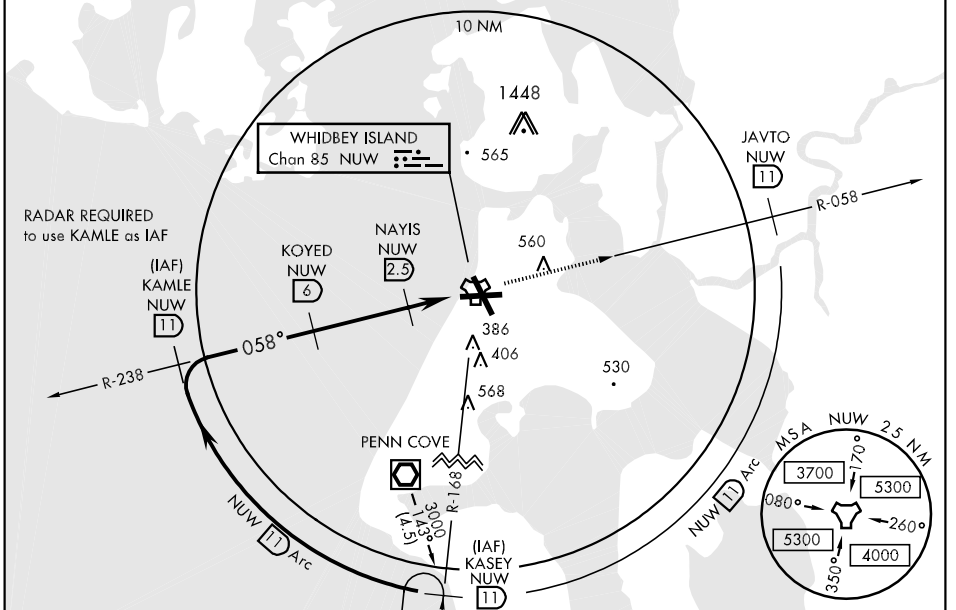 10 NM
1448
WHIDBEY ISLAND
Chan 85 NUW
565
JAVTO
NUW
11
R-058
RADAR REQUIRED
to use KAMLE as IAF
(IAF)
KAMLE
NUW
11
KOYED
NUW
6
NAYIS
NUW
2.5
560
058°
R-238
386
406
568
530
PENN COVE
3000
143°
(4.5)
R-168
NUW 11 Arc
NUW 11 Arc
(IAF)
KASEY
NUW
11
MSA NUW 25 NM
3700
170°
5300
080°
260°
5300
350°
4000